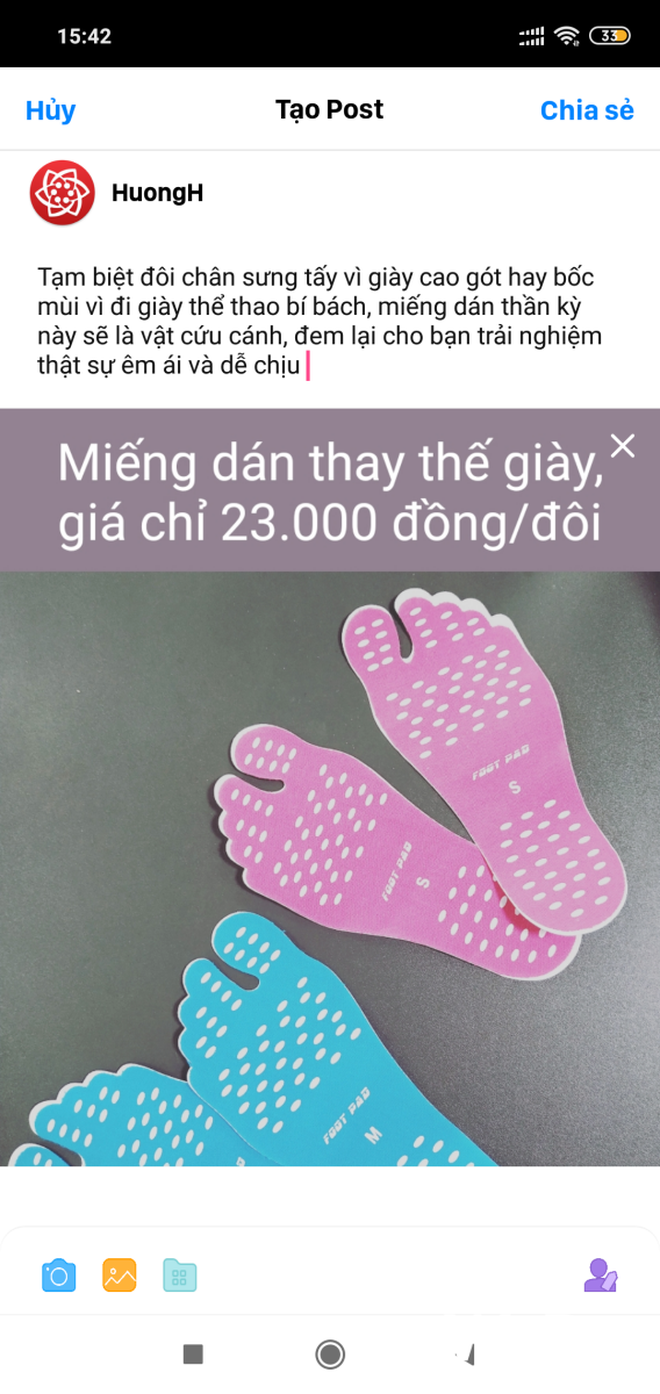 15:42
33
Hủy
Tạo Post
Chia sẻ
HuongH
Tạm biệt đôi chân sưng tấy vì giày cao gót hay bốc
mùi vì đi giày thể thao bí bách, miếng dán thần kỳ
này sẽ là vật cứu cánh, đem lại cho bạn trải nghiệm
thật sự êm ái và dễ chịu
Miếng dán thay thế giày,
giá chỉ 23.000 đồng/đôi
FOOT PAD
S
FOOT PAD
S
FOOT PAD
M